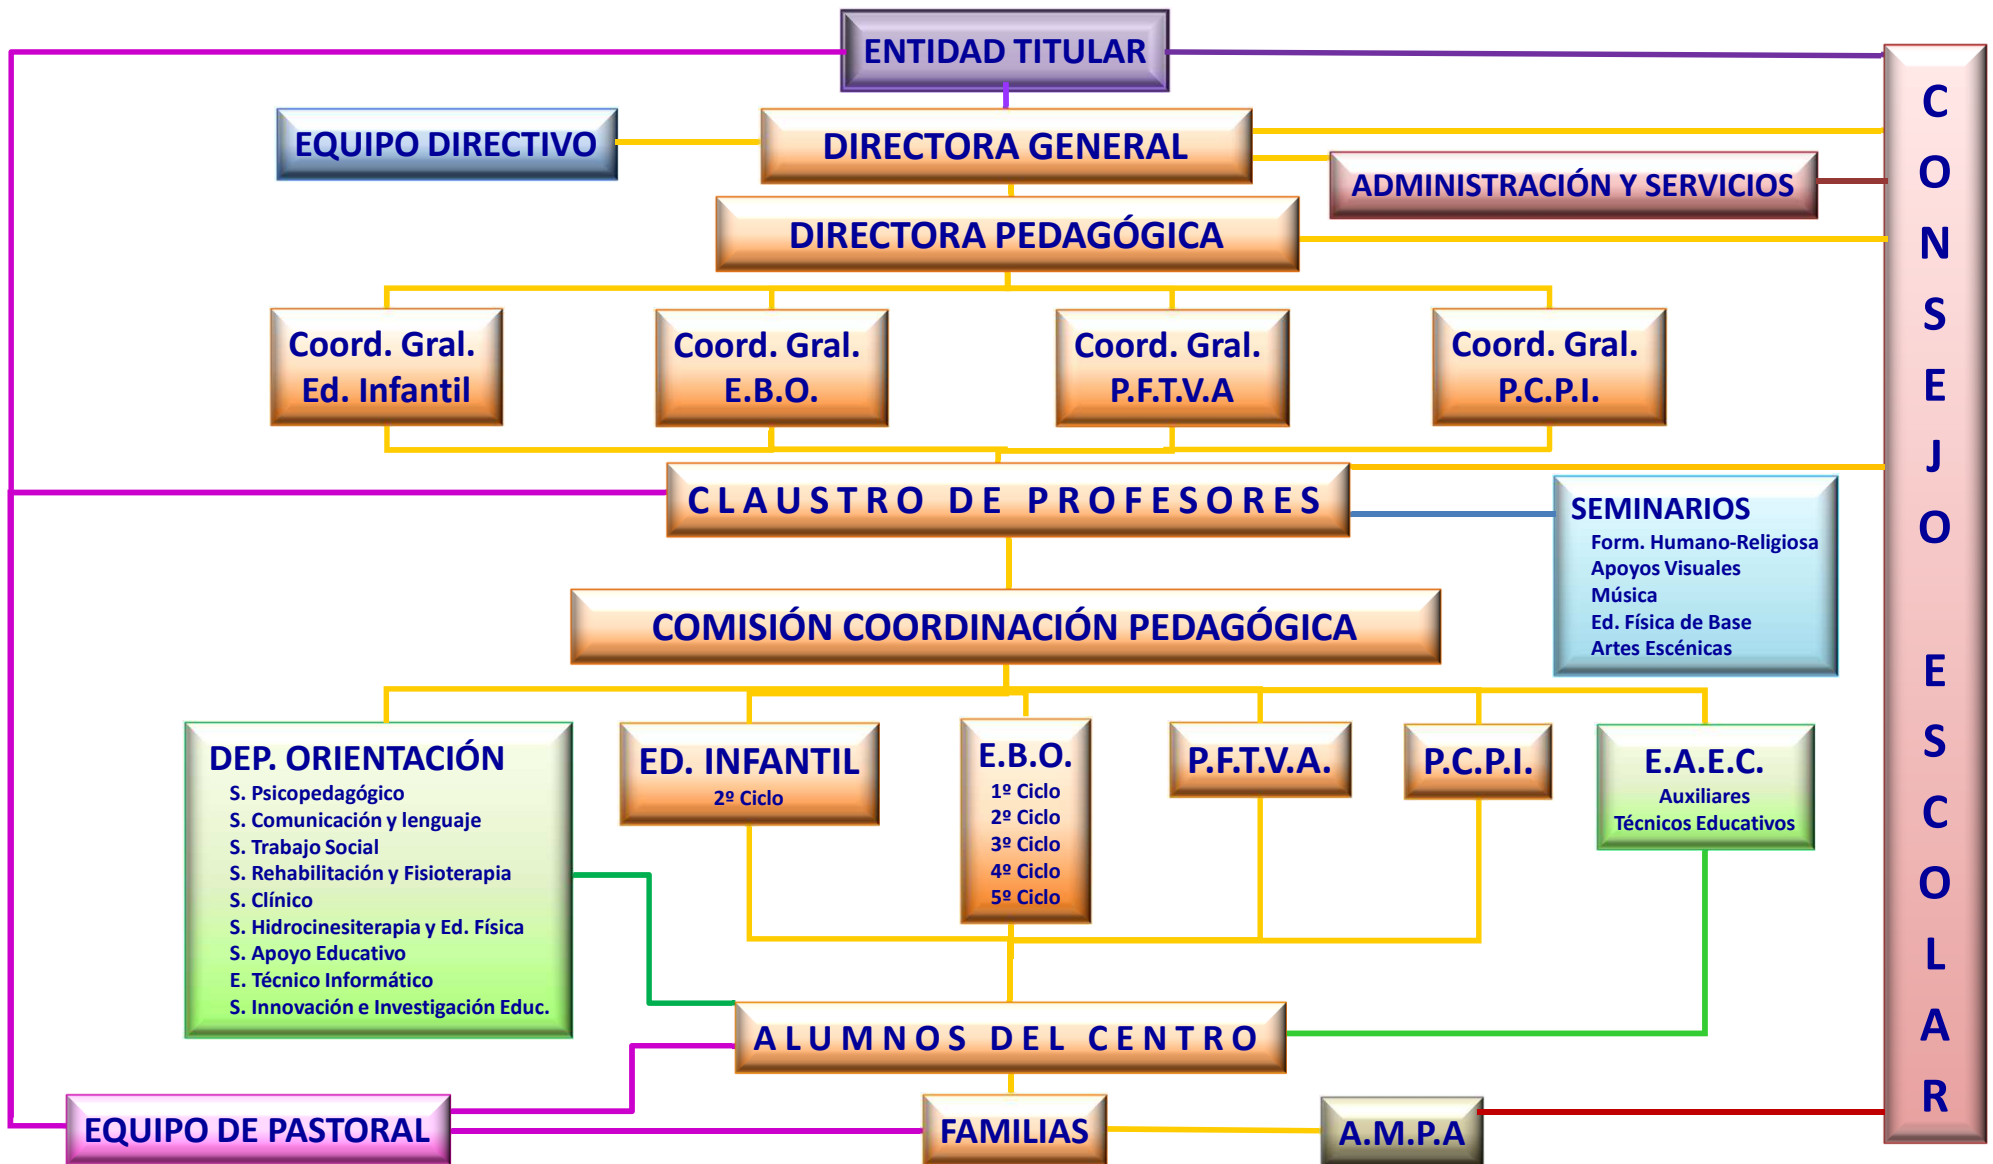 ENTIDAD TITULAR
EQUIPO DIRECTIVO
DIRECTORA GENERAL
ADMINISTRACIÓN Y SERVICIOS
DIRECTORA PEDAGÓGICA
Coord. Gral.
Ed. Infantil
Coord. Gral.
E.B.O.
Coord. Gral.
P.F.T.V.A
Coord. Gral.
P.C.P.I.
CLAUSTRO DE PROFESORES
SEMINARIOS
Form. Humano-Religiosa
Apoyos Visuales
Música
Ed. Física de Base
Artes Escénicas
COMISIÓN COORDINACIÓN PEDAGÓGICA
DEP. ORIENTACIÓN
S. Psicopedagógico
S. Comunicación y lenguaje
S. Trabajo Social
S. Rehabilitación y Fisioterapia
S. Clínico
S. Hidrocinesiterapia y Ed. Física
S. Apoyo Educativo
E. Técnico Informático
S. Innovación e Investigación Educ.
ED. INFANTIL
2º Ciclo
E.B.O.
1º Ciclo
2º Ciclo
3º Ciclo
4º Ciclo
5º Ciclo
P.F.T.V.A.
P.C.P.I.
E.A.E.C.
Auxiliares
Técnicos Educativos
ALUMNOS DEL CENTRO
EQUIPO DE PASTORAL
FAMILIAS
A.M.P.A
CONSEJO ESCOLAR